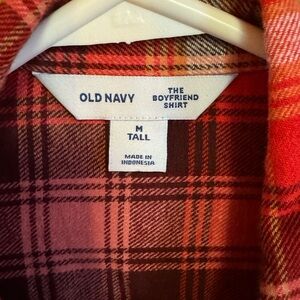 OLD NAVY
THE
BOYFRIEND
SHIRT
M
TALL
MADE IN
INDONESIA